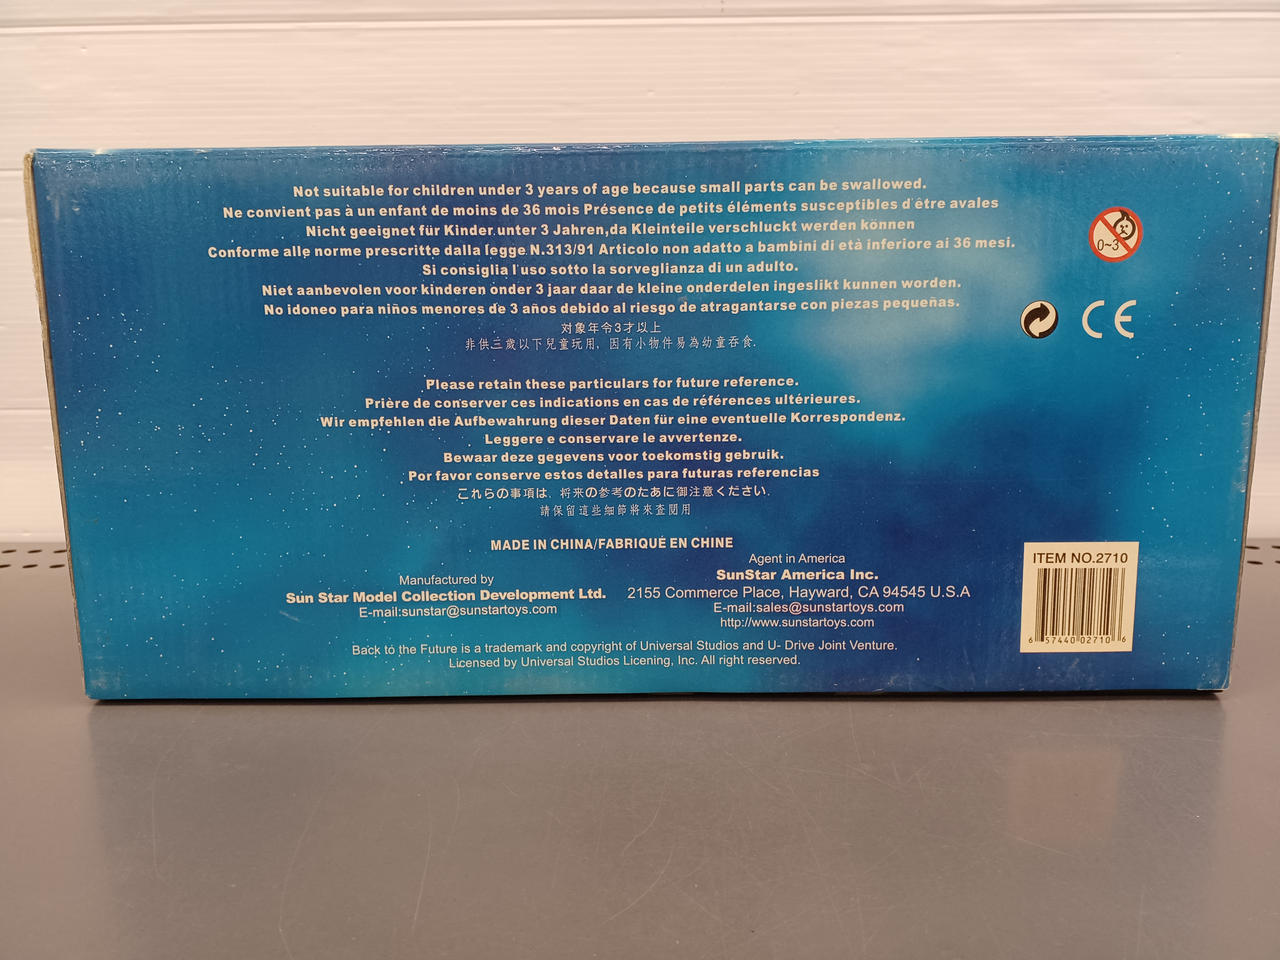 Not suitable for children under 3 years of age because small parts can be swallowed.
Ne convient pas à un enfant de moins de 36 mois Présence de petits éléments susceptibles d'être avales
Nicht geeignet für Kinder unter 3 Jahren,da Kleinteile verschluckt werden können
Conforme alle norme prescritte dalla legge N.313/91 Articolo non adatto a bambini di età inferiore ai 36 mesi.
Si consiglia l'uso sotto la sorveglianza di un adulto.
Niet aanbevolen voor kinderen onder 3 jaar daar de kleine onderdelen ingeslikt kunnen worden.
No idoneo para niños menores de 3 años debido al riesgo de atragantarse con piezas pequeñas.
対象年令3才以上
非供三歲以下兒童玩用, 因有小物件易為幼童吞食.
0~3
CE
Please retain these particulars for future reference.
Prière de conserver ces indications en cas de références ultérieures.
Wir empfehlen die Aufbewahrung dieser Daten für eine eventuelle Korrespondenz.
Leggere e conservare le avvertenze.
Bewaar deze gegevens voor toekomstig gebruik.
Por favor conserve estos detalles para futuras referencias
これらの事項は, 将来の参考のたあに御注意ください.
請保留這些細節將來查閱用
MADE IN CHINA/FABRIQUÉ EN CHINE
Manufactured by
Sun Star Model Collection Development Ltd.
E-mail:sunstar@sunstartoys.com
Agent in America
SunStar America Inc.
2155 Commerce Place, Hayward, CA 94545 U.S.A
E-mail:sales@sunstartoys.com
http://www.sunstartoys.com
Back to the Future is a trademark and copyright of Universal Studios and U- Drive Joint Venture.
Licensed by Universal Studios Licening, Inc. All right reserved.
ITEM NO.2710
6 57440 02710 6